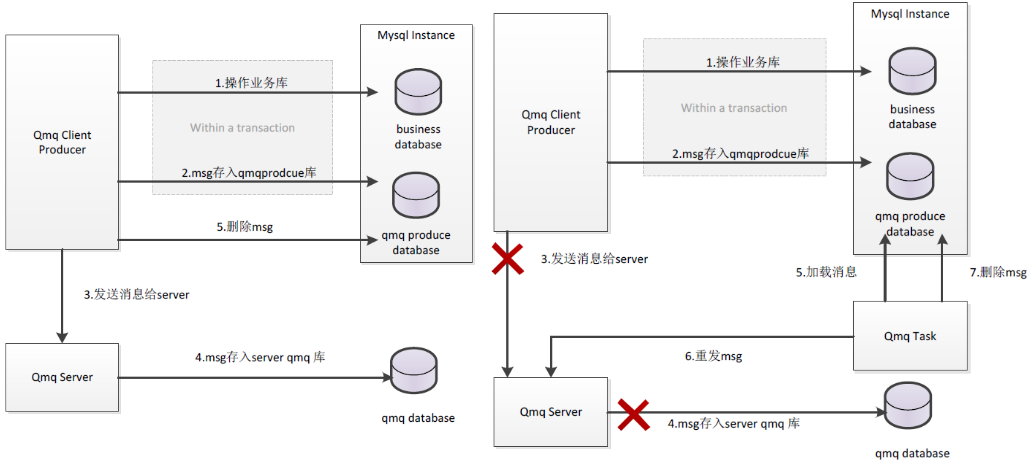 Mysql Instance
1.操作业务库
Within a transaction
Qmq Client
Producer
business
database
2.msg存入qmqprodcue库
5.删除msg
qmq produce
database
3.发送消息给server
Qmq Server
4.msg存入server qmq 库
qmq database
Mysql Instance
1.操作业务库
Within a transaction
Qmq Client
Producer
business
database
2.msg存入qmqprodcue库
qmq produce
database
3.发送消息给server
5.加载消息
7.删除msg
Qmq Task
6.重发msg
Qmq Server
4.msg存入server qmq 库
qmq database